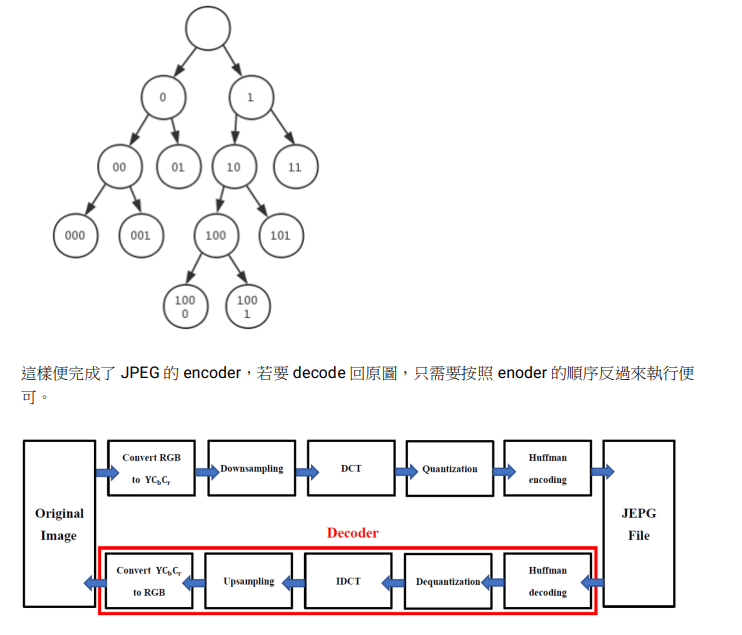 0
1
00
01
10
11
000
001
100
101
100
0
100
1
這樣便完成了 JPEG 的 encoder，若要 decode 回原圖，只需要按照 enoder 的順序反過來執行便
可。
Original
Image
Convert RGB
to YCbCr
Downsampling
DCT
Quantization
Huffman
encoding
JEPG
File
Decoder
Convert YCbCr
to RGB
Upsampling
IDCT
Dequantization
Huffman
decoding